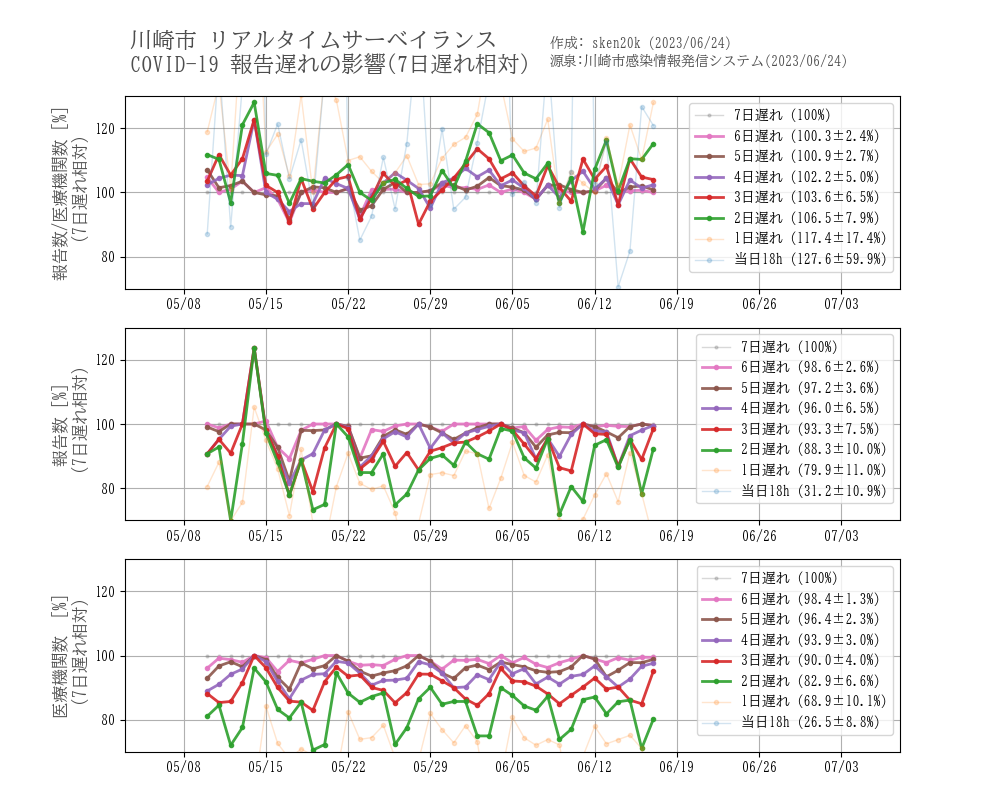 川崎市 リアルタイムサーベイランス
COVID-19 報告遅れの影響(7日遅れ相対)
作成: sken20k (2023/06/24)
源泉:川崎市感染情報発信システム(2023/06/24)
報告数/医療機関数 [%]
(7日遅れ相対)
120
100
80
7日遅れ (100%)
6日遅れ (100.3±2.4%)
5日遅れ (100.9±2.7%)
4日遅れ (102.2±5.0%)
3日遅れ (103.6±6.5%)
2日遅れ (106.5±7.9%)
1日遅れ (117.4±17.4%)
当日18h (127.6±59.9%)
05/08 05/15 05/22 05/29 06/05 06/12 06/19 06/26 07/03
報告数 [%]
(7日遅れ相対)
120
100
80
7日遅れ (100%)
6日遅れ (98.6±2.6%)
5日遅れ (97.2±3.6%)
4日遅れ (96.0±6.5%)
3日遅れ (93.3±7.5%)
2日遅れ (88.3±10.0%)
1日遅れ (79.9±11.0%)
当日18h (31.2±10.9%)
05/08 05/15 05/22 05/29 06/05 06/12 06/19 06/26 07/03
医療機関数 [%]
(7日遅れ相対)
120
100
80
7日遅れ (100%)
6日遅れ (98.4±1.3%)
5日遅れ (96.4±2.3%)
4日遅れ (93.9±3.0%)
3日遅れ (90.0±4.0%)
2日遅れ (82.9±6.6%)
1日遅れ (68.9±10.1%)
当日18h (26.5±8.8%)
05/08 05/15 05/22 05/29 06/05 06/12 06/19 06/26 07/03